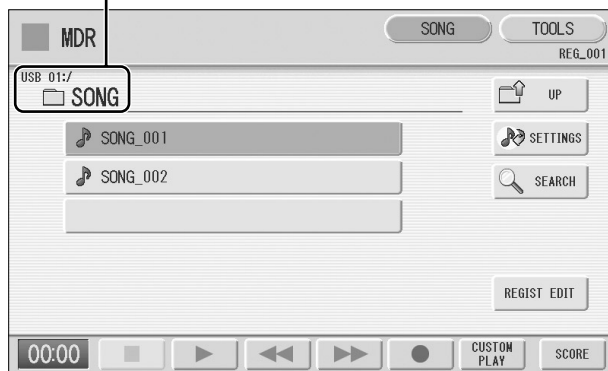 MDR
SONG
TOOLS
REG_001
USB 01:/
SONG
UP
SONG_001
SETTINGS
SONG_002
SEARCH
REGIST EDIT
00:00
CUSTOM
PLAY
SCORE